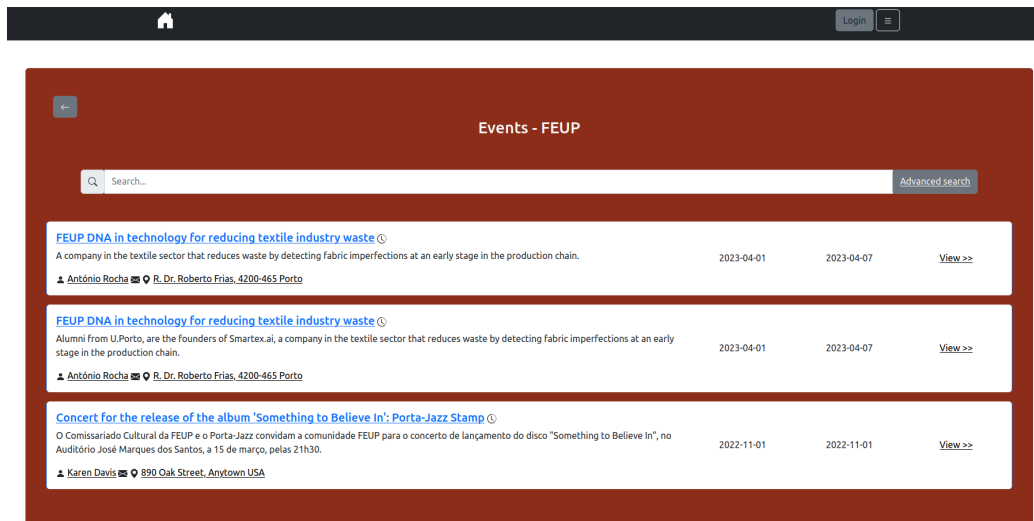 Login
Events - FEUP
Search...
Advanced search
FEUP DNA in technology for reducing textile industry waste
A company in the textile sector that reduces waste by detecting fabric imperfections at an early stage in the production chain.
António Rocha R. Dr. Roberto Frias, 4200-465 Porto
2023-04-01
2023-04-07
View >>
FEUP DNA in technology for reducing textile industry waste
Alumni from U.Porto, are the founders of Smartex.ai, a company in the textile sector that reduces waste by detecting fabric imperfections at an early
stage in the production chain.
António Rocha R. Dr. Roberto Frias, 4200-465 Porto
2023-04-01
2023-04-07
View >>
Concert for the release of the album 'Something to Believe In': Porta-Jazz Stamp
O Comissariado Cultural da FEUP e o Porta-Jazz convidam a comunidade FEUP para o concerto de lançamento do disco "Something to Believe In", no
Auditório José Marques dos Santos, a 15 de março, pelas 21h30.
Karen Davis 890 Oak Street, Anytown USA
2022-11-01
2022-11-01
View >>